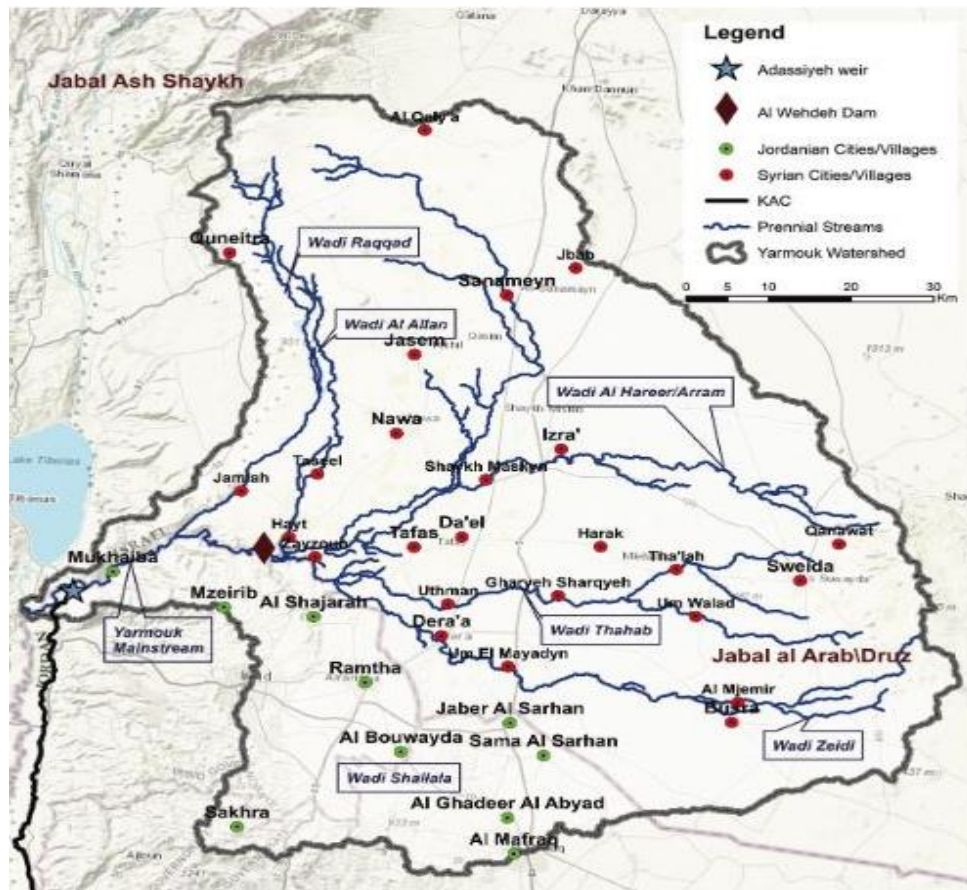 Qatana
Darayya
Legend
Adassiyeh weir
Al Wehdeh Dam
Jordanian Cities/Villages
Syrian Cities/Villages
KAC
Prennial Streams
Yarmouk Watershed
0 5 10 20 30
Km
Jabal Ash Shaykh
Al Qaly'a
Quneitra
Wadi Raqqad
Jbab
Sanameyn
Wadi Al Allan
Jasem
Wadi Al Hareer/Arram
1013 m
Nawa
Izra'
Taseel
Shaykh Maskyn
Jamlah
Hayt
Zayzoun
Tafas
Da'el
Harak
Qanawat
Tha'lah
Sweida
Mukhaiba
Mzeirib
Al Shajarah
Uthman
Gharyeh Sharqyeh
Um Walad
Yarmouk
Mainstream
Dera'a
Wadi Thahab
Um El Mayadyn
Jabal al Arab\Druz
Ramtha
Al Mjemir
Busra
Jaber Al Sarhan
Al Bouwayda
Sama Al Sarhan
Wadi Zeidi
Wadi Shallala
Al Ghadeer Al Abyad
Sakhra
Al Mafraq
Ajloun